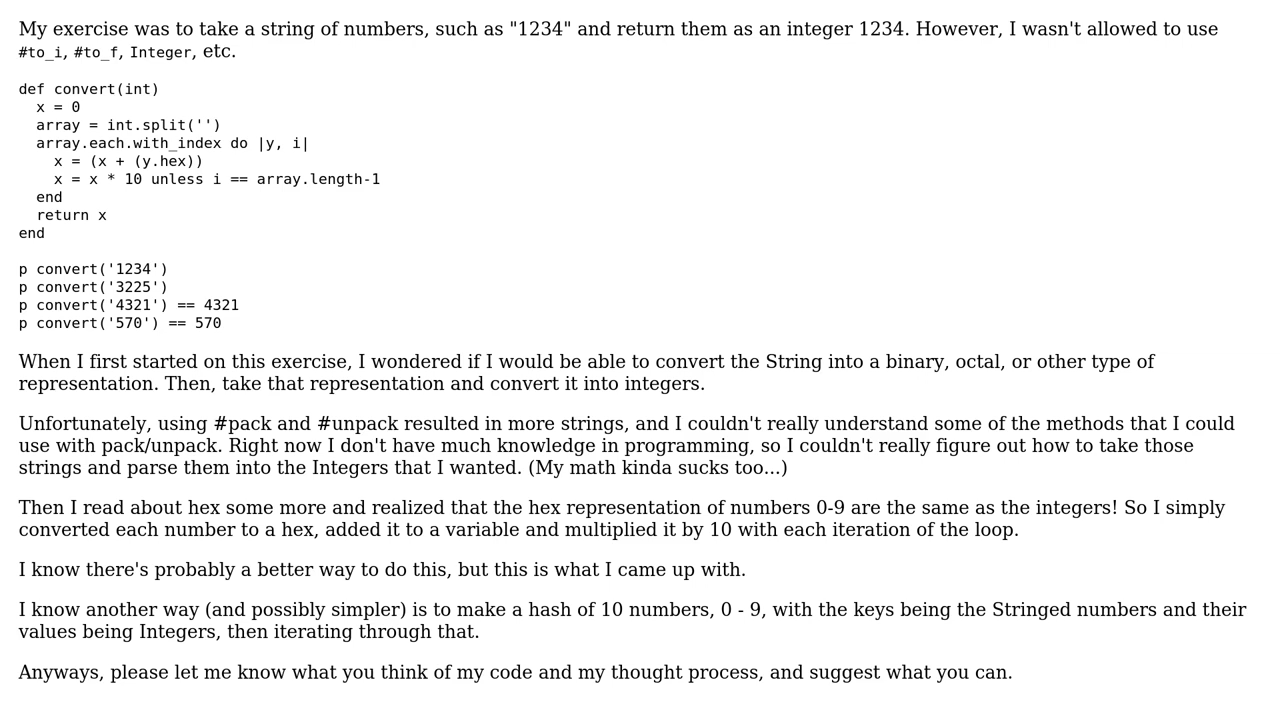 My exercise was to take a string of numbers, such as "1234" and return them as an integer 1234. However, I wasn't allowed to use
#to_i, #to_f, Integer, etc.
def convert(int)
  x = 0
  array = int.split('')
  array.each.with_index do |y, i|
    x = (x + (y.hex))
    x = x * 10 unless i == array.length-1
  end
  return x
end
p convert('1234')
p convert('3225')
p convert('4321') == 4321
p convert('570') == 570
When I first started on this exercise, I wondered if I would be able to convert the String into a binary, octal, or other type of
representation. Then, take that representation and convert it into integers.
Unfortunately, using #pack and #unpack resulted in more strings, and I couldn't really understand some of the methods that I could
use with pack/unpack. Right now I don't have much knowledge in programming, so I couldn't really figure out how to take those
strings and parse them into the Integers that I wanted. (My math kinda sucks too...)
Then I read about hex some more and realized that the hex representation of numbers 0-9 are the same as the integers! So I simply
converted each number to a hex, added it to a variable and multiplied it by 10 with each iteration of the loop.
I know there's probably a better way to do this, but this is what I came up with.
I know another way (and possibly simpler) is to make a hash of 10 numbers, 0 - 9, with the keys being the Stringed numbers and their
values being Integers, then iterating through that.
Anyways, please let me know what you think of my code and my thought process, and suggest what you can.